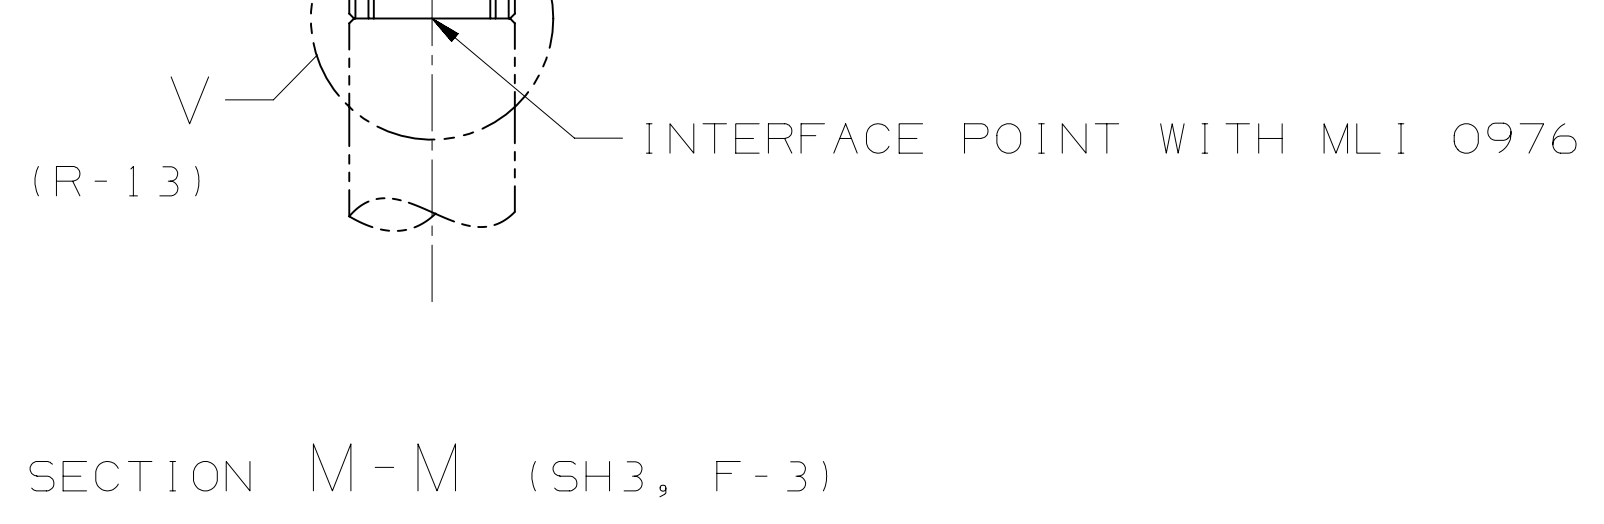 V
INTERFACE POINT WITH MLI 0976
(R-13)
SECTION M-M (SH3, F-3)